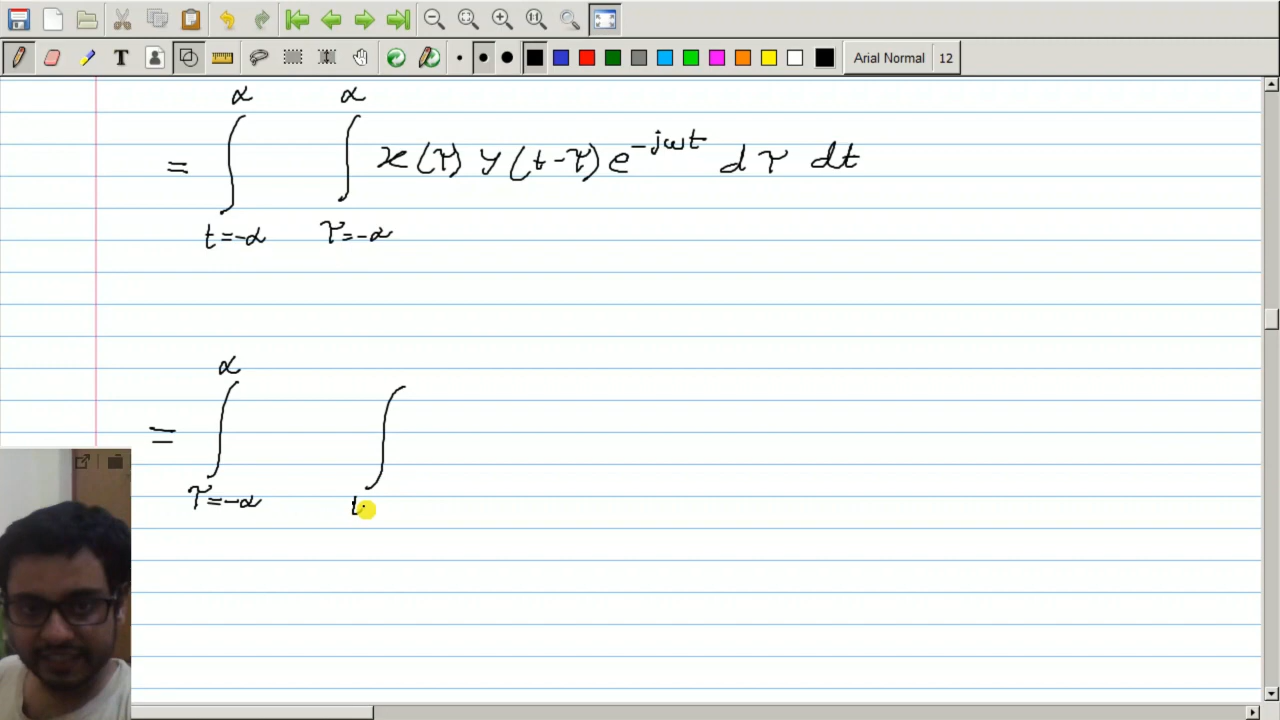 Arial Normal 12
α α
= ∫ ∫ x(τ) y(t-τ) e^{-jωt} dτ dt
t=-α τ=-α
α
= ∫ ∫
τ=-α t